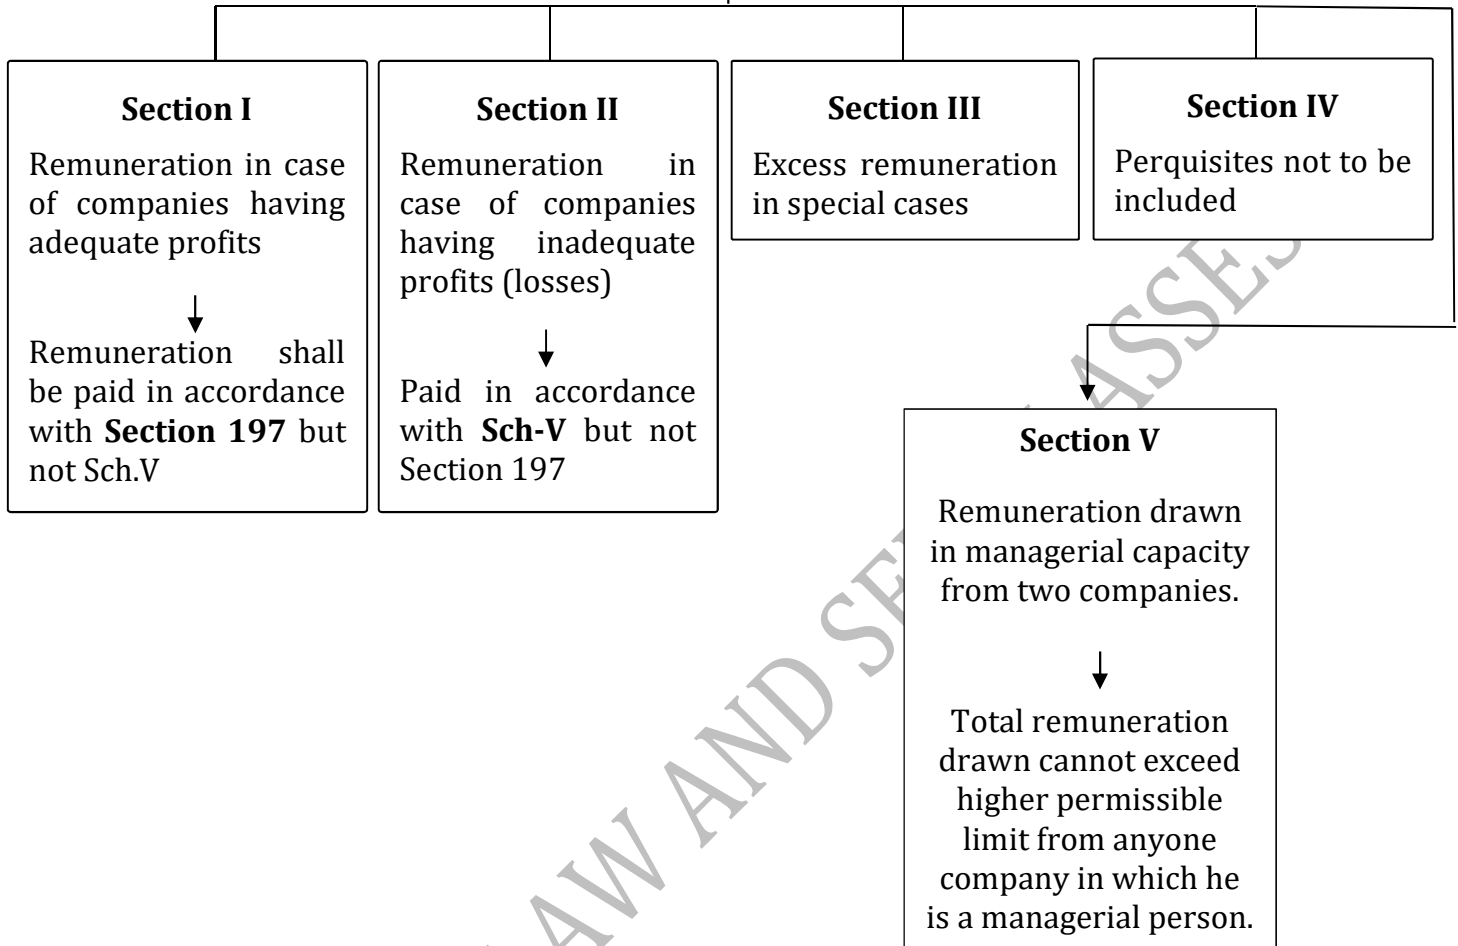 Section I
Remuneration in case
of companies having
adequate profits
Remuneration shall
be paid in accordance
with Section 197 but
not Sch.V
Section II
Remuneration in
case of companies
having inadequate
profits (losses)
Paid in accordance
with Sch-V but not
Section 197
Section III
Excess remuneration
in special cases
Section IV
Perquisites not to be
included
Section V
Remuneration drawn
in managerial capacity
from two companies.
Total remuneration
drawn cannot exceed
higher permissible
limit from anyone
company in which he
is a managerial person.